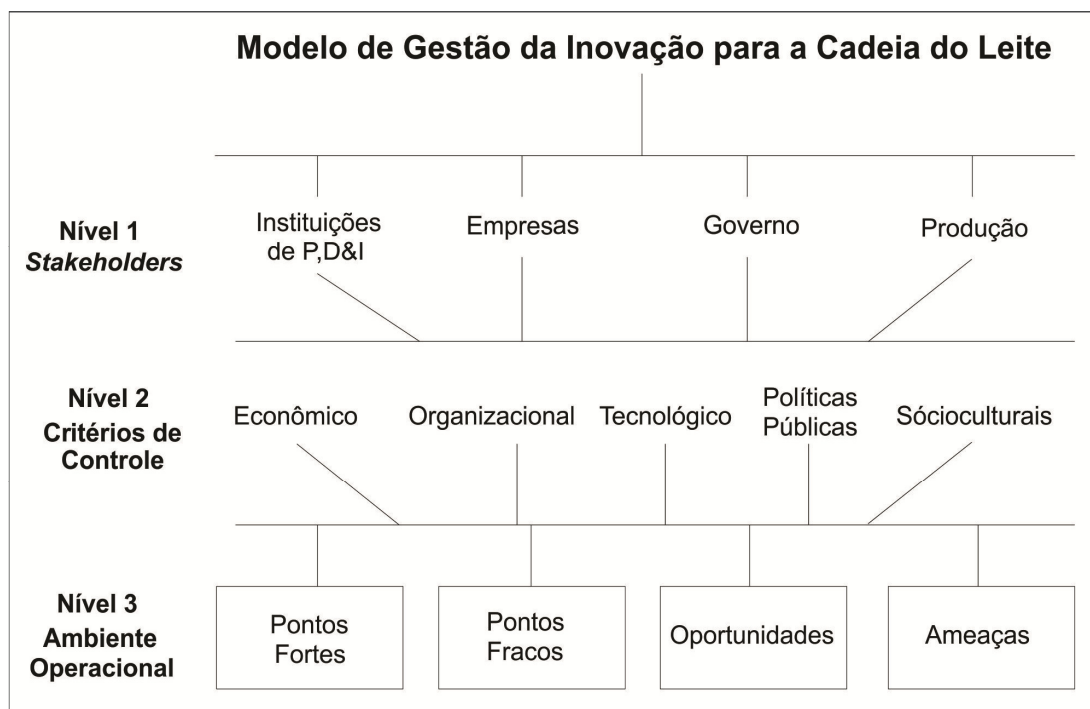 Modelo de Gestão da Inovação para a Cadeia do Leite
Nível 1
Stakeholders
Instituições
de P,D&I
Empresas
Governo
Produção
Nível 2
Critérios de
Controle
Econômico
Organizacional
Tecnológico
Políticas
Públicas
Sócioculturais
Nível 3
Ambiente
Operacional
Pontos
Fortes
Pontos
Fracos
Oportunidades
Ameaças